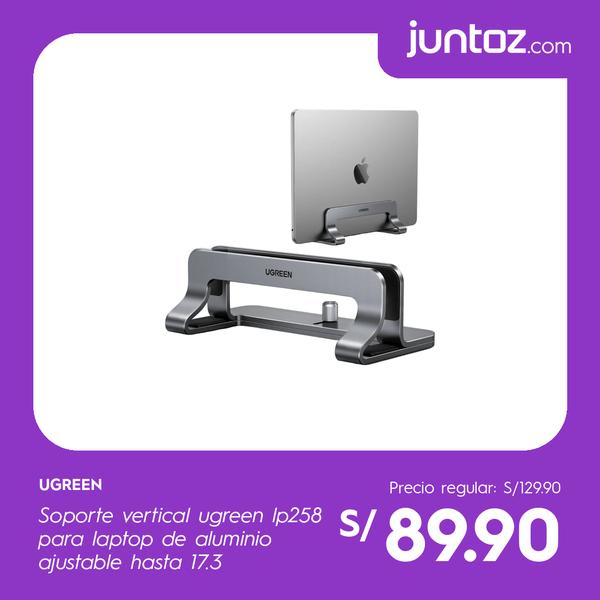 juntoz.com
UGREEN
UGREEN
UGREEN
Soporte vertical ugreen lp258
para laptop de aluminio
ajustable hasta 17.3
Precio regular: S/129.90
S/89.90